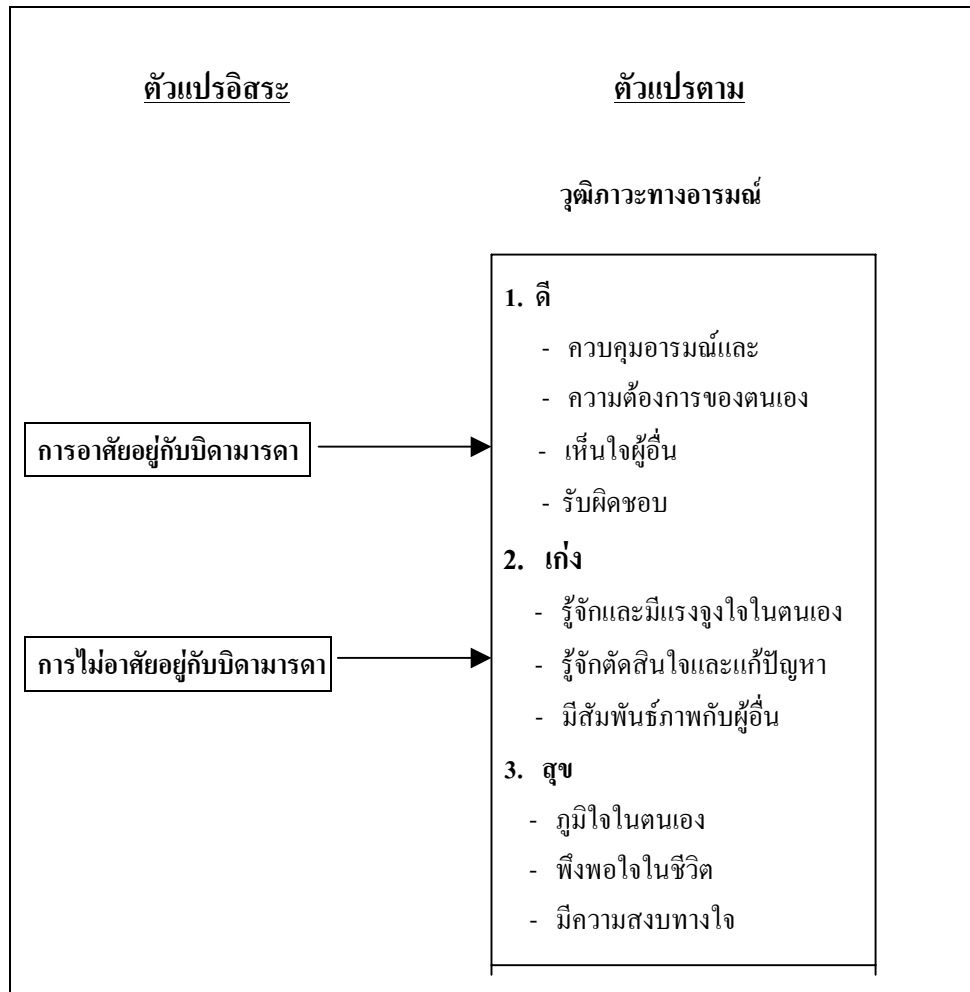 ตัวแปรอิสระ
ตัวแปรตาม
วุฒิภาวะทางอารมณ์
1. ดี
- ควบคุมอารมณ์และ
- ความต้องการของตนเอง
- เห็นใจผู้อื่น
- รับผิดชอบ
2. เก่ง
- รู้จักและมีแรงจูงใจในตนเอง
- รู้จักตัดสินใจและแก้ปัญหา
- มีสัมพันธ์ภาพกับผู้อื่น
3. สุข
- ภูมิใจในตนเอง
- พึงพอใจในชีวิต
- มีความสงบทางใจ
การอาศัยอยู่กับบิดามารดา
การไม่อาศัยอยู่กับบิดามารดา